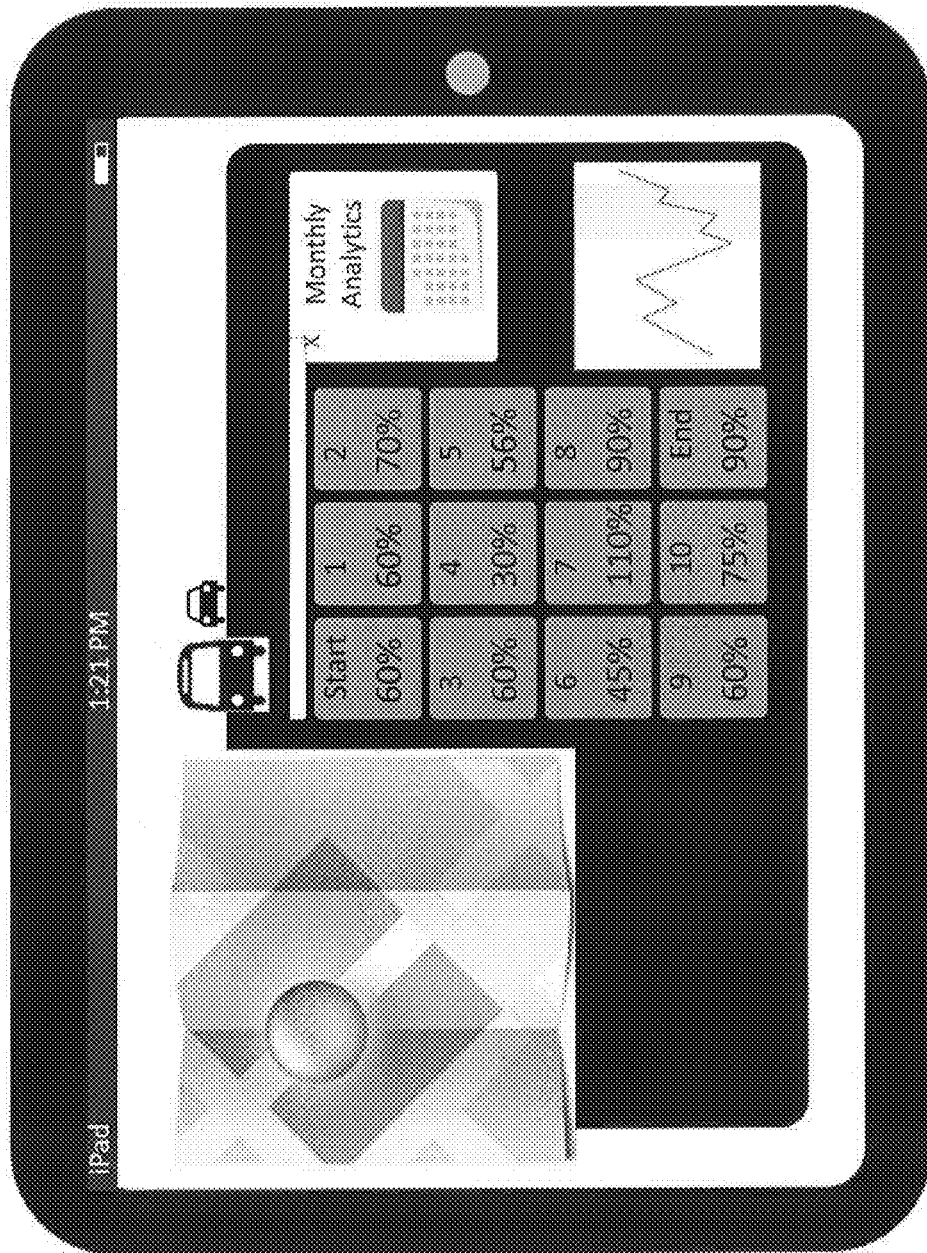 iPad 1:21 PM
X
Monthly
Analytics
Start 1 2
60% 60% 70%
3 4 5
60% 30% 56%
6 7 8
45% 110% 90%
9 10 End
60% 75% 90%